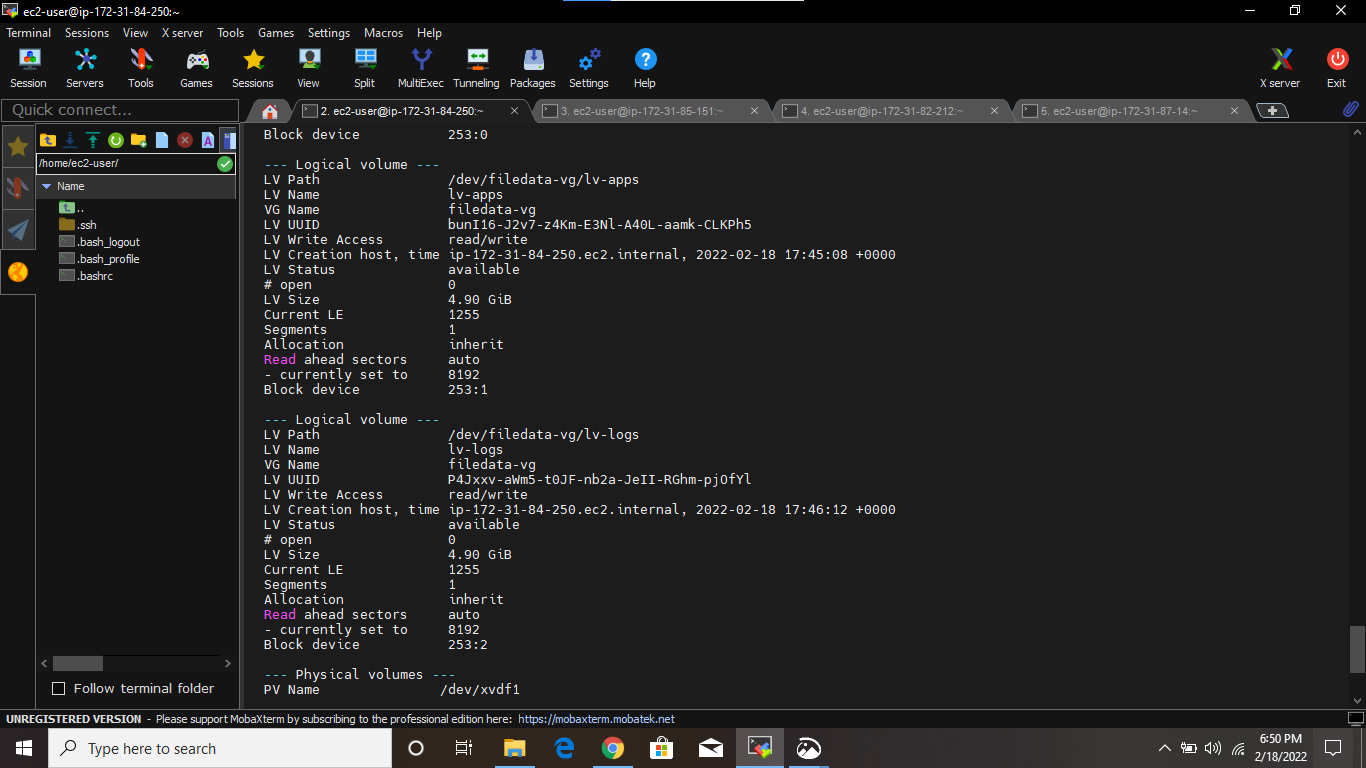 ec2-user@ip-172-31-84-250:~
Terminal Sessions View X server Tools Games Settings Macros Help
Session Servers Tools Games Sessions View Split MultiExec Tunneling Packages Settings Help X server Exit
Quick connect...
2. ec2-user@ip-172-31-84-250:~ 3. ec2-user@ip-172-31-85-151:~ 4. ec2-user@ip-172-31-82-212:~ 5. ec2-user@ip-172-31-87-14:~
/home/ec2-user/
Name
..
.ssh
.bash_logout
.bash_profile
.bashrc
Follow terminal folder
Block device 253:0
--- Logical volume ---
LV Path /dev/filedata-vg/lv-apps
LV Name lv-apps
VG Name filedata-vg
LV UUID bunI16-J2v7-z4Km-E3Nl-A40L-aamk-CLKPh5
LV Write Access read/write
LV Creation host, time ip-172-31-84-250.ec2.internal, 2022-02-18 17:45:08 +0000
LV Status available
# open 0
LV Size 4.90 GiB
Current LE 1255
Segments 1
Allocation inherit
Read ahead sectors auto
- currently set to 8192
Block device 253:1
--- Logical volume ---
LV Path /dev/filedata-vg/lv-logs
LV Name lv-logs
VG Name filedata-vg
LV UUID P4Jxxv-aWm5-t0JF-nb2a-JeII-RGhm-pjOfYl
LV Write Access read/write
LV Creation host, time ip-172-31-84-250.ec2.internal, 2022-02-18 17:46:12 +0000
LV Status available
# open 0
LV Size 4.90 GiB
Current LE 1255
Segments 1
Allocation inherit
Read ahead sectors auto
- currently set to 8192
Block device 253:2
--- Physical volumes ---
PV Name /dev/xvdf1
UNREGISTERED VERSION - Please support MobaXterm by subscribing to the professional edition here: https://mobaxterm.mobatek.net
Type here to search
6:50 PM
2/18/2022